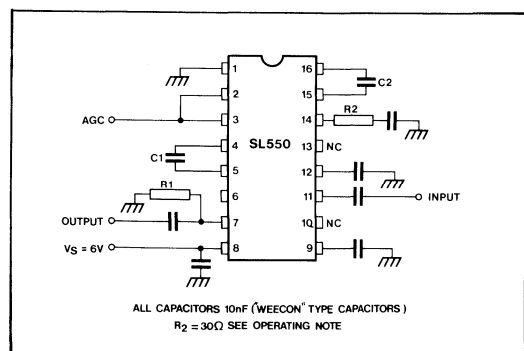 1
16
C2
2
15
AGC
3
14
R2
SL550
4
13
NC
C1
5
12
R1
6
11
INPUT
OUTPUT
7
10
NC
VS = 6V
8
9
ALL CAPACITORS 10nF ("WEECON" TYPE CAPACITORS)
R2 = 30Ω SEE OPERATING NOTE